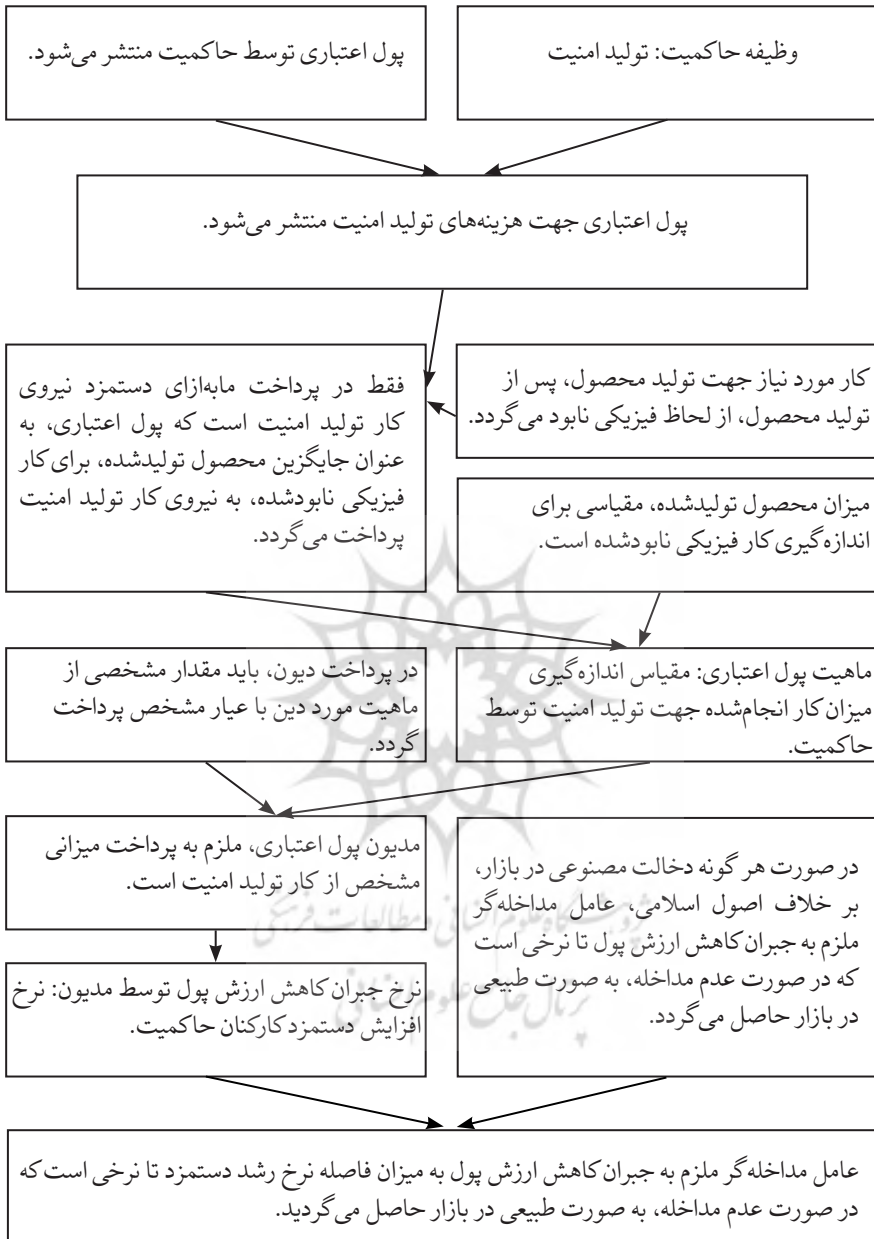 وظیفه حاکمیت: تولید امنیت
پول اعتباری توسط حاکمیت منتشر می‌شود.
پول اعتباری جهت هزینه‌های تولید امنیت منتشر می‌شود.
کار مورد نیاز جهت تولید محصول، پس از
تولید محصول، از لحاظ فیزیکی نابود می‌گردد.
فقط در پرداخت مابه‌ازای دستمزد نیروی
کار تولید امنیت است که پول اعتباری، به
عنوان جایگزین محصول تولیدشده، برای کار
فیزیکی نابودشده، به نیروی کار تولید امنیت
پرداخت می‌گردد.
میزان محصول تولیدشده، مقیاسی برای
اندازه‌گیری کار فیزیکی نابودشده است.
ماهیت پول اعتباری: مقیاس اندازه‌گیری
میزان کار انجام‌شده جهت تولید امنیت توسط
حاکمیت.
در پرداخت دیون، باید مقدار مشخصی از
ماهیت مورد دین با عیار مشخص پرداخت
گردد.
مدیون پول اعتباری، ملزم به پرداخت میزانی
مشخص از کار تولید امنیت است.
در صورت هر گونه دخالت مصنوعی در بازار،
بر خلاف اصول اسلامی، عامل مداخله‌گر
ملزم به جبران کاهش ارزش پول تا نرخی است
که در صورت عدم مداخله، به صورت طبیعی
در بازار حاصل می‌گردد.
نرخ جبران کاهش ارزش پول توسط مدیون: نرخ
افزایش دستمزد کارکنان حاکمیت.
عامل مداخله‌گر ملزم به جبران کاهش ارزش پول به میزان فاصله نرخ رشد دستمزد تا نرخی است که
در صورت عدم مداخله، به صورت طبیعی در بازار حاصل می‌گردید.
پژوهشگاه علوم انسانی و مطالعات فرهنگی
پرتال جامع علوم انسانی